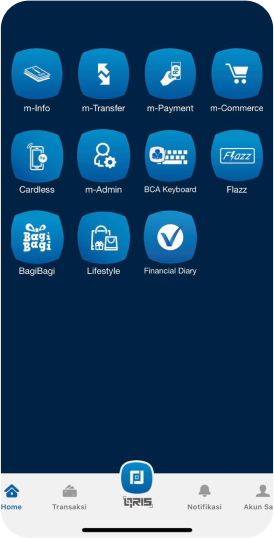 m-Info
m-Transfer
m-Payment
m-Commerce
Cardless
m-Admin
BCA Keyboard
Flazz
Flazz
Bagi
Bagi
BagiBagi
Lifestyle
Financial Diary
QRIS
Home
Transaksi
Notifikasi
Akun Sa